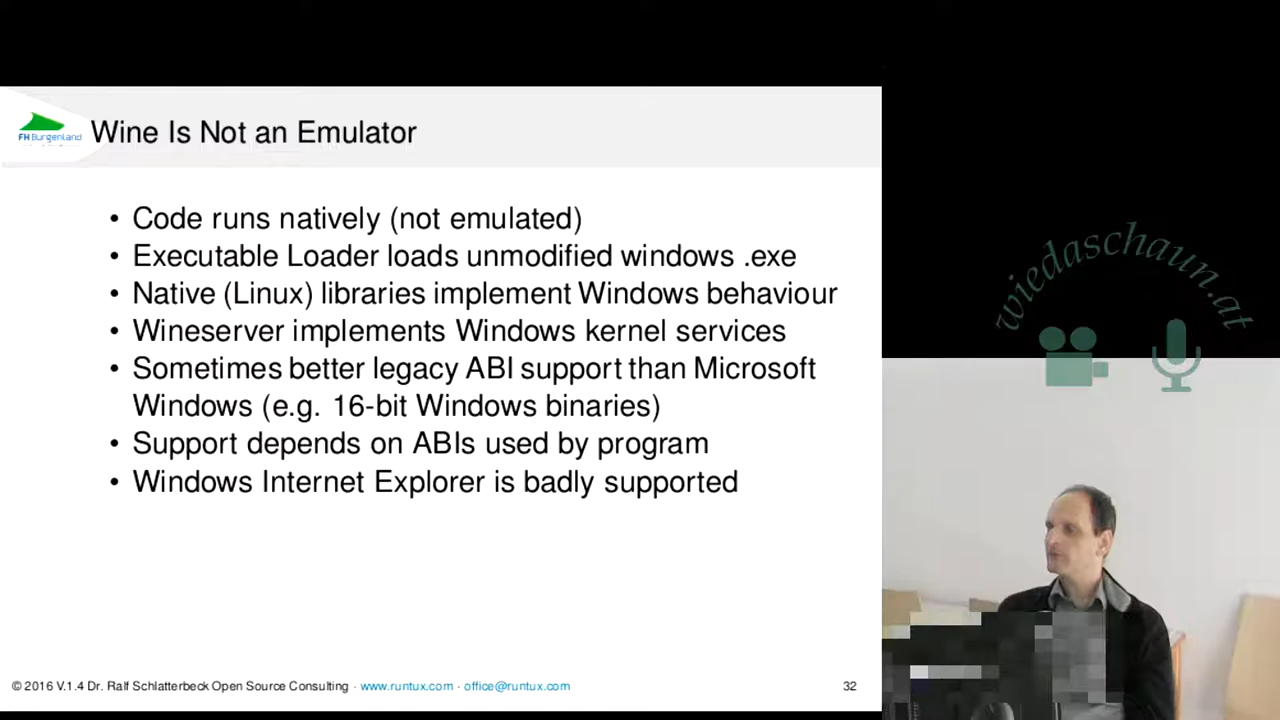 FH Burgenland
Wine Is Not an Emulator
• Code runs natively (not emulated)
• Executable Loader loads unmodified windows .exe
• Native (Linux) libraries implement Windows behaviour
• Wineserver implements Windows kernel services
• Sometimes better legacy ABI support than Microsoft
Windows (e.g. 16-bit Windows binaries)
• Support depends on ABIs used by program
• Windows Internet Explorer is badly supported
wiedaschaun.at
© 2016 V.1.4 Dr. Ralf Schlatterbeck Open Source Consulting · www.runtux.com · office@runtux.com
32